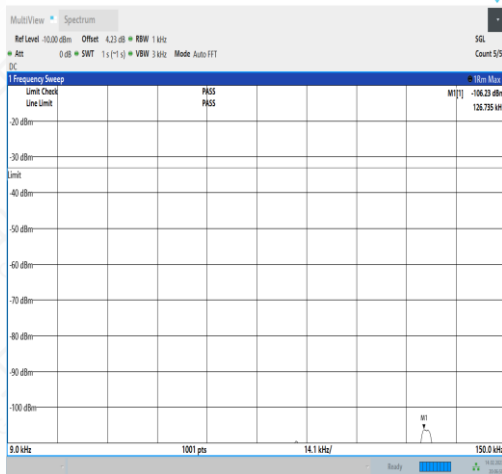 MultiView Spectrum
Ref Level -10.00 dBm Offset 4.23 dB RBW 1 kHz SGL
Att 0 dB SWT 1 s (~1 s) VBW 3 kHz Mode Auto FFT Count 5/5
DC
1 Frequency Sweep 1Rm Max
Limit Check PASS M1[1] -106.23 dBm
Line Limit PASS 126.735 kH
-20 dBm
-30 dBm
Limit
-40 dBm
-50 dBm
-60 dBm
-70 dBm
-80 dBm
-90 dBm
-100 dBm
M1
9.0 kHz 1001 pts 14.1 kHz/ 150.0 kHz
Ready